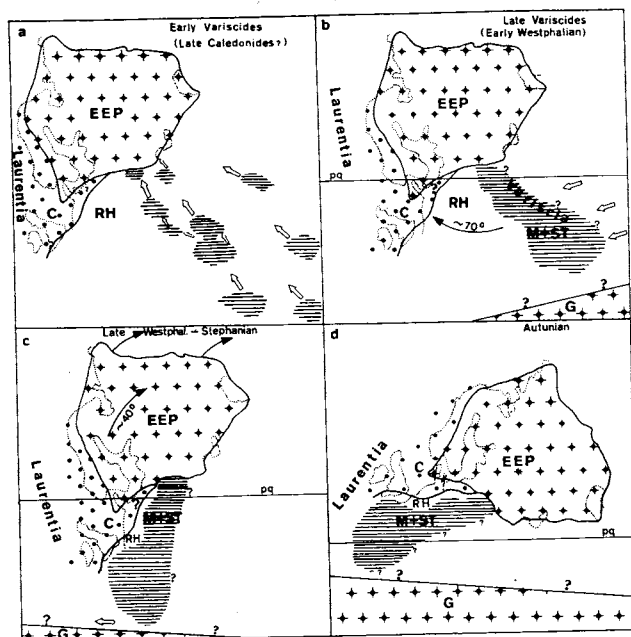 a
Early Variscides
(Late Caledonides?)
EEP
Laurentia
?
C
RH
b
Late Variscides
(Early Westphalian)
EEP
Laurentia
pq
RH
C
Variscia
?
M+ST
~70°
?
?
G
c
Late Westphal.-Stephanian
~40°
EEP
Laurentia
pq
?
C
M+ST
RH
?
?
G
?
d
Autunian
EEP
Laurentia
C
RH
M+ST
?
pq
?
?
G